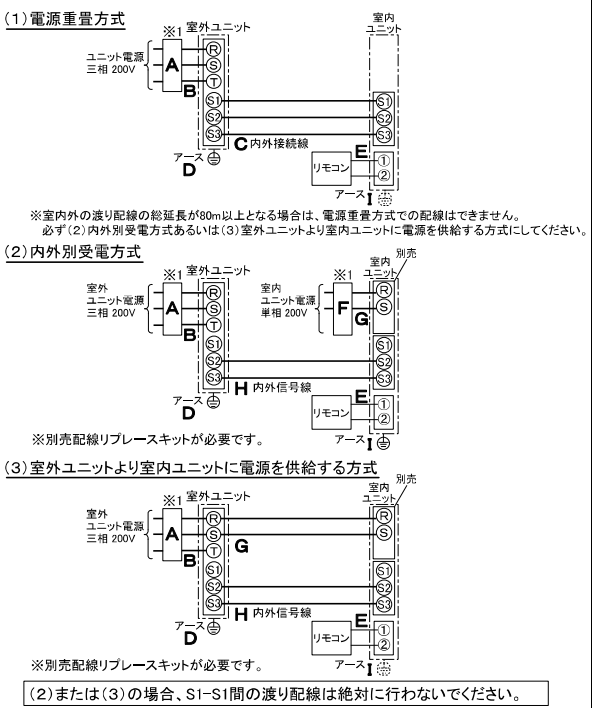 (1)電源重畳方式
※1 室外ユニット
室内
ユニット
ユニット電源
三相 200V
A
B
R
S
T
S1
S2
S3
S1
S2
S3
C 内外接続線
アース
D
E
リモコン
①
②
アース I
※室内外の渡り配線の総延長が80m以上となる場合は、電源重畳方式での配線はできません。
必ず(2)内外別受電方式あるいは(3)室外ユニットより室内ユニットに電源を供給する方式にしてください。
(2)内外別受電方式
※1 室外ユニット
※1
室内
ユニット
別売
室外
ユニット電源
三相 200V
A
B
R
S
T
S1
S2
S3
室内
ユニット電源
単相 200V
F
G
R
S
S1
S2
S3
H 内外信号線
アース
D
E
リモコン
①
②
アース I
※別売配線リプレースキットが必要です。
(3)室外ユニットより室内ユニットに電源を供給する方式
※1 室外ユニット
室内
ユニット
別売
室外
ユニット電源
三相 200V
A
B
R
S
T
S1
S2
S3
G
R
S
S1
S2
S3
H 内外信号線
アース
D
E
リモコン
①
②
アース I
※別売配線リプレースキットが必要です。
(2)または(3)の場合、S1-S1間の渡り配線は絶対に行わないでください。